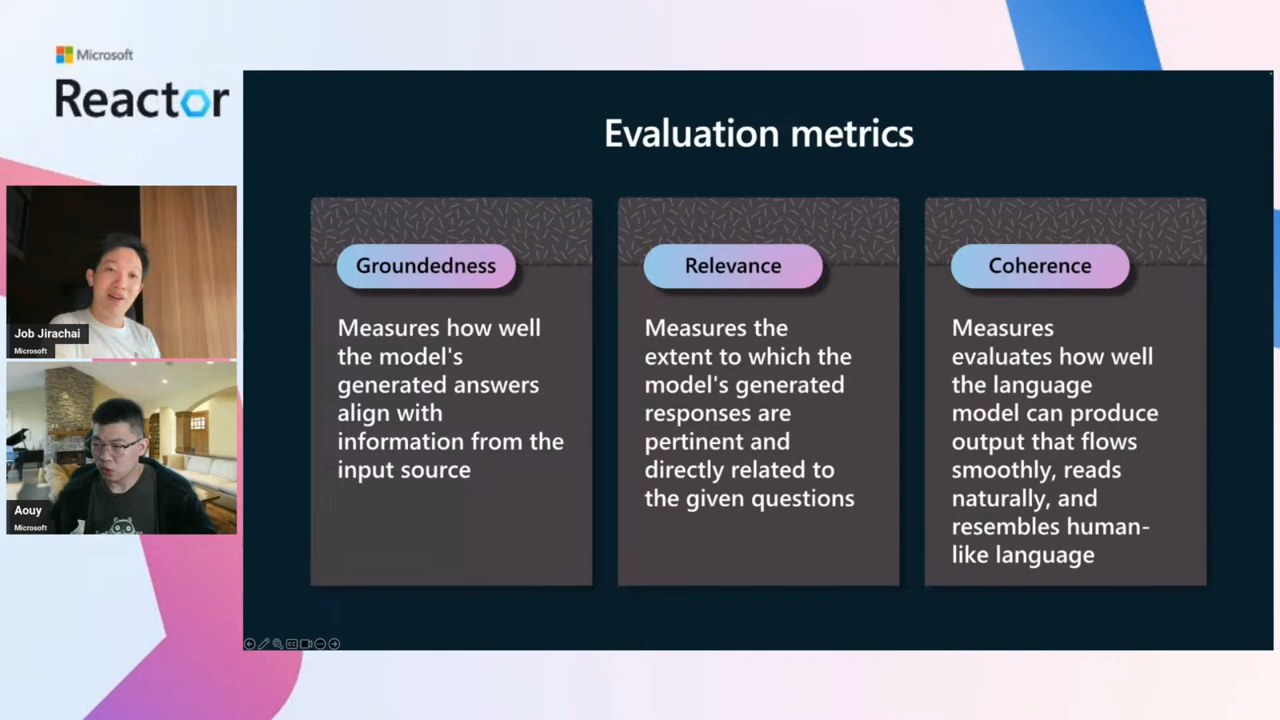 Microsoft
Reactor
Job Jirachai
Microsoft
Aouy
Microsoft
Evaluation metrics
Groundedness
Measures how well
the model's
generated answers
align with
information from the
input source
Relevance
Measures the
extent to which the
model's generated
responses are
pertinent and
directly related to
the given questions
Coherence
Measures
evaluates how well
the language
model can produce
output that flows
smoothly, reads
naturally, and
resembles human-
like language